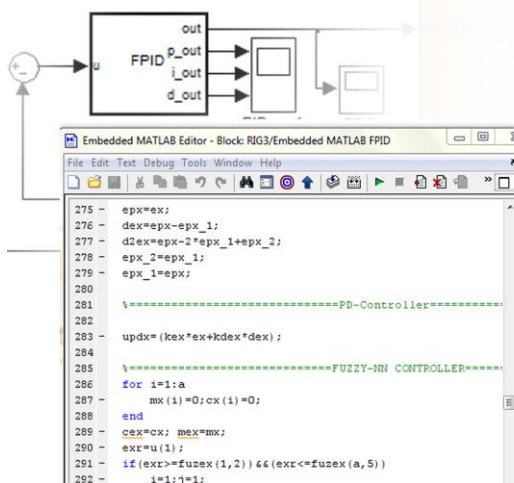 out
FPID
p_out
u
i_out
d_out
Embedded MATLAB Editor - Block: RIG3/Embedded MATLAB FPID
File Edit Text Debug Tools Window Help
275 - epx=ex;
276 - dex=epx-epx_1;
277 - d2ex=epx-2*epx_1+epx_2;
278 - epx_2=epx_1;
279 - epx_1=epx;
280
281 %=============================PD-Controller==========
282
283 - updx=(kex*ex+kdex*dex);
284
285 %============================FUZZY-NN CONTROLLER=====
286 for i=1:a
287 - mx(i)=0;cx(i)=0;
288 end
289 - cex=cx; mex=mx;
290 - exr=u(1);
291 - if(exr>=fuzex(1,2))&&(exr<=fuzex(a,5))
292 - i=1;j=1;